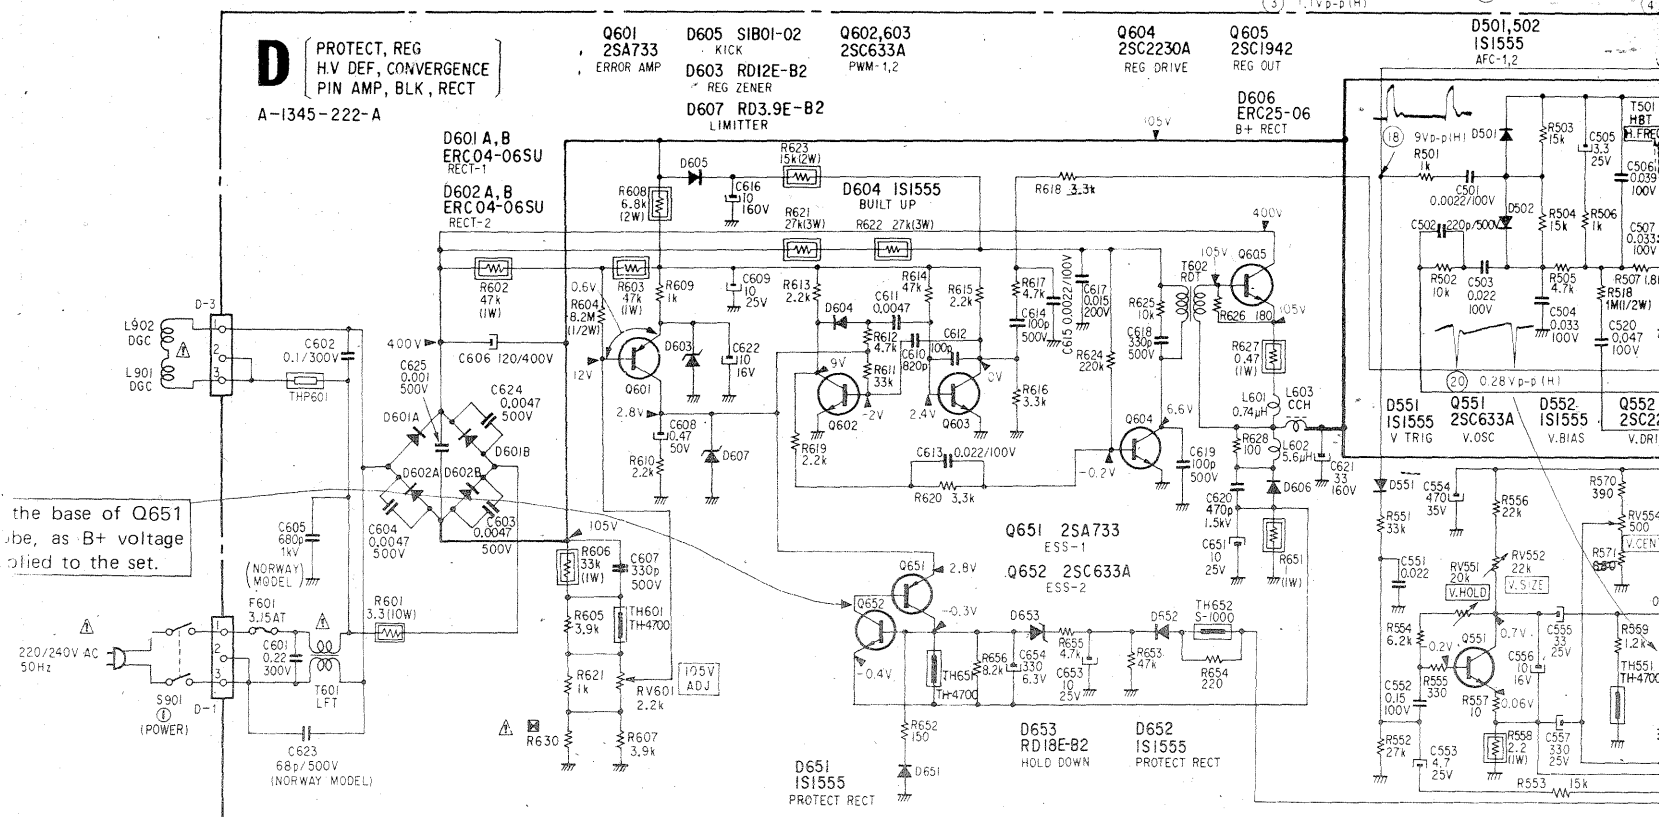 D
PROTECT, REG
H.V DEF, CONVERGENCE
PIN AMP, BLK, RECT
A-1345-222-A
Q601
2SA733
ERROR AMP
D605 S1B01-02
KICK
D603 RD12E-B2
REG ZENER
D607 RD3.9E-B2
LIMITTER
Q602,603
2SC633A
PWM-1,2
Q604
2SC2230A
REG DRIVE
Q605
2SC1942
REG OUT
D606
ERC25-06
B+ RECT
D501,502
1S1555
AFC-1,2
D601 A, B
ERC04-06SU
RECT-1
D602 A, B
ERC04-06SU
RECT-2
D604 1S1555
BUILT UP
105V
D605
R608
6.8k
(2W)
C616
10
160V
R623
15k(2W)
R621
27k(3W)
R622 27k(3W)
R618 3.3k
400V
R602
47k
(1W)
R603
47k
(1W)
0.6V
R604
8.2M
(1/2W)
R609
1k
C609
10
25V
R613
2.2k
D604
C611
0.0047
R614
47k
R615
2.2k
R617
4.7k
C614
100p
500V
C615 0.0022/100V
C617
0.015
200V
R625
10k
C618
330p
500V
T602
RDT
105V
Q605
R626 180
105V
R627
0.47
(1W)
L601
0.74μH
L603
CCH
L602
5.6μH
R628
100
C621
33
160V
D606
C620
470p
1.5kV
C651
10
25V
R651
1
(1W)
R624
220k
Q604
6.6V
-0.2V
C619
100p
500V
D-3
1
2
3
L902
DGC
L901
DGC
C602
0.1/300V
THP601
400V
C606 120/400V
12V
Q601
D603
C622
10
16V
2.8V
C608
0.47
50V
R610
2.2k
D607
9V
Q602
R612
4.7k
R611
33k
C610
820p
C612
100p
-2V
2.4V
0V
Q603
R616
3.3k
R619
2.2k
C613 0.022/100V
R620 3.3k
C625
0.001
500V
C624
0.0047
500V
D601A
D601B
D602A
D602B
C604
0.0047
500V
C603
0.0047
500V
105V
the base of Q651
as B+ voltage
to the set.
C605
680p
1kV
(NORWAY
MODEL)
F601
3.15AT
R601
3.3(10W)
220/240V AC
50Hz
S901
(POWER)
D-1
1
2
3
C601
0.22
300V
T601
LFT
C623
68p/500V
(NORWAY MODEL)
R606
33k
(1W)
C607
330p
500V
R605
3.9k
TH601
TH-4700
R621
1k
RV601
2.2k
105V
ADJ
R630
R607
3.9k
Q651 2SA733
ESS-1
Q652 2SC633A
ESS-2
Q651
2.8V
-0.3V
Q652
-0.4V
D653
D652
TH652
S-1000
R654
220
R653
47k
R655
4.7k
C653
10
25V
C654
330
6.3V
R656
8.2k
TH651
TH-4700
R652
150
D651
D651
1S1555
PROTECT RECT
D653
RD18E-B2
HOLD DOWN
D652
1S1555
PROTECT RECT
18
9Vp-p(H)
D501
R501
1k
C501
0.0022/100V
D502
C502 220p/500V
R502
10k
C503
0.022
100V
R503
15k
R504
15k
C505
3.3
25V
R506
1k
R505
4.7k
C504
0.033
100V
T501
HBT
C506
0.039
100V
C507
100V
R507
R518
1M(1/2W)
C520
0.047
100V
20
0.28Vp-p(H)
D551
1S1555
V TRIG
Q551
2SC633A
V.OSC
D552
1S1555
V.BIAS
Q552
D551
R551
33k
C551
0.022
C554
470
35V
R556
22k
RV552
22k
V.SIZE
RV551
20k
V.HOLD
R570
390
RV554
500
R571
R554
6.2k
0.2V
R555
330
Q551
0.7V
0.06V
R557
10
R558
2.2
(1W)
C555
33
25V
C556
10
16V
C557
330
25V
R559
1.2k
TH551
TH-4700
C552
0.15
100V
R552
27k
C553
4.7
25V
R553 15k